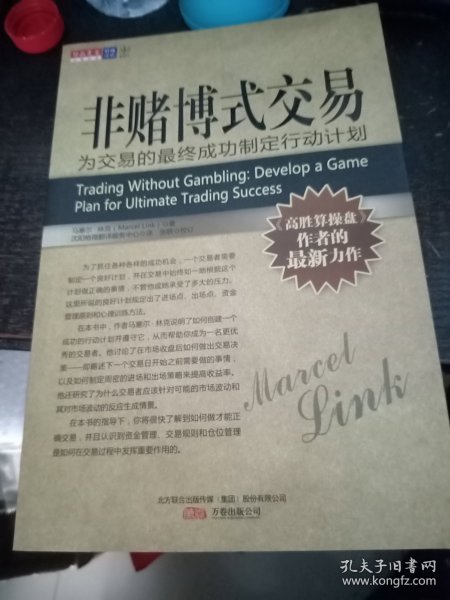 非赌博式交易
为交易的最终成功制定行动计划
Trading Without Gambling: Develop a Game
Plan for Ultimate Trading Success
马塞尔·林克(Marcel Link)著
《高胜算操盘》
作者的
最新力作
为了抓住各种各样的成功机会,一个交易者需要
制定一个良好计划,并在交易中始终如一地根据这个
计划做正确的事情,不管他或她承受了多大的压力。
这里所说的良好计划规定出了进场点、出场点、资金
管理原则和心理训练方法。
在本书中,作者马塞尔·林克说明了如何创建一个
成功的行动计划并遵守它,从而帮助你成为一名更优
秀的交易者。他讨论了在市场收盘后如何做出交易决
策——即概述下一个交易日开始之前需要做的事情,
以及如何制定周密的进场和出场策略来提高收益率。
他还研究了为什么交易者应该针对可能的市场波动和
其对市场波动的反应生成情景。
在本书的指导下,你将很快了解到如何做才能正
确交易,并且认识到资金管理、交易规则和仓位管理
是如何在交易过程中发挥重要作用的。
Marcel
Link
北方联合出版传媒(集团)股份有限公司
万卷出版公司
孔夫子旧书网
www.kongfz.com